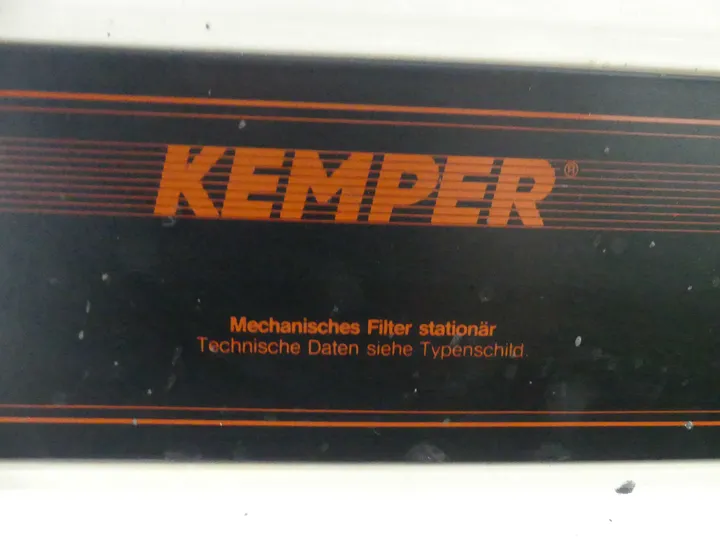 KEMPER®
Mechanisches Filter stationär
Technische Daten siehe Typenschild.